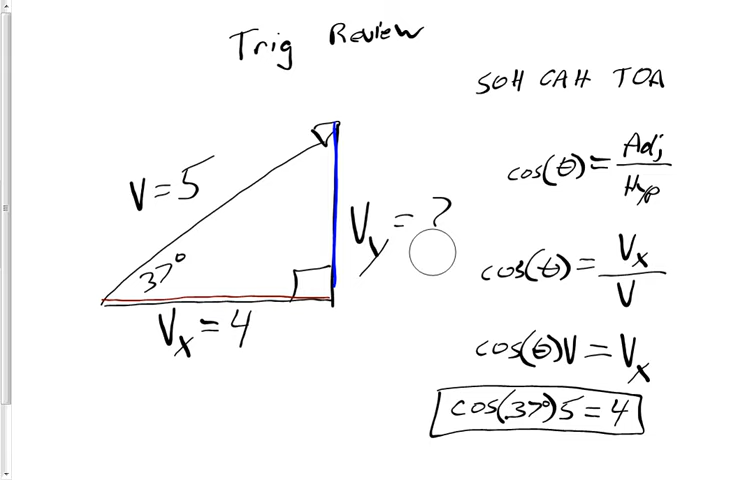 Trig Review
SOH CAH TOA
cos(θ)=Adj/Hyp
V=5
Vy=?
37°
cos(θ)=Vx/V
Vx=4
cos(θ)V=Vx
cos(37°)5=4